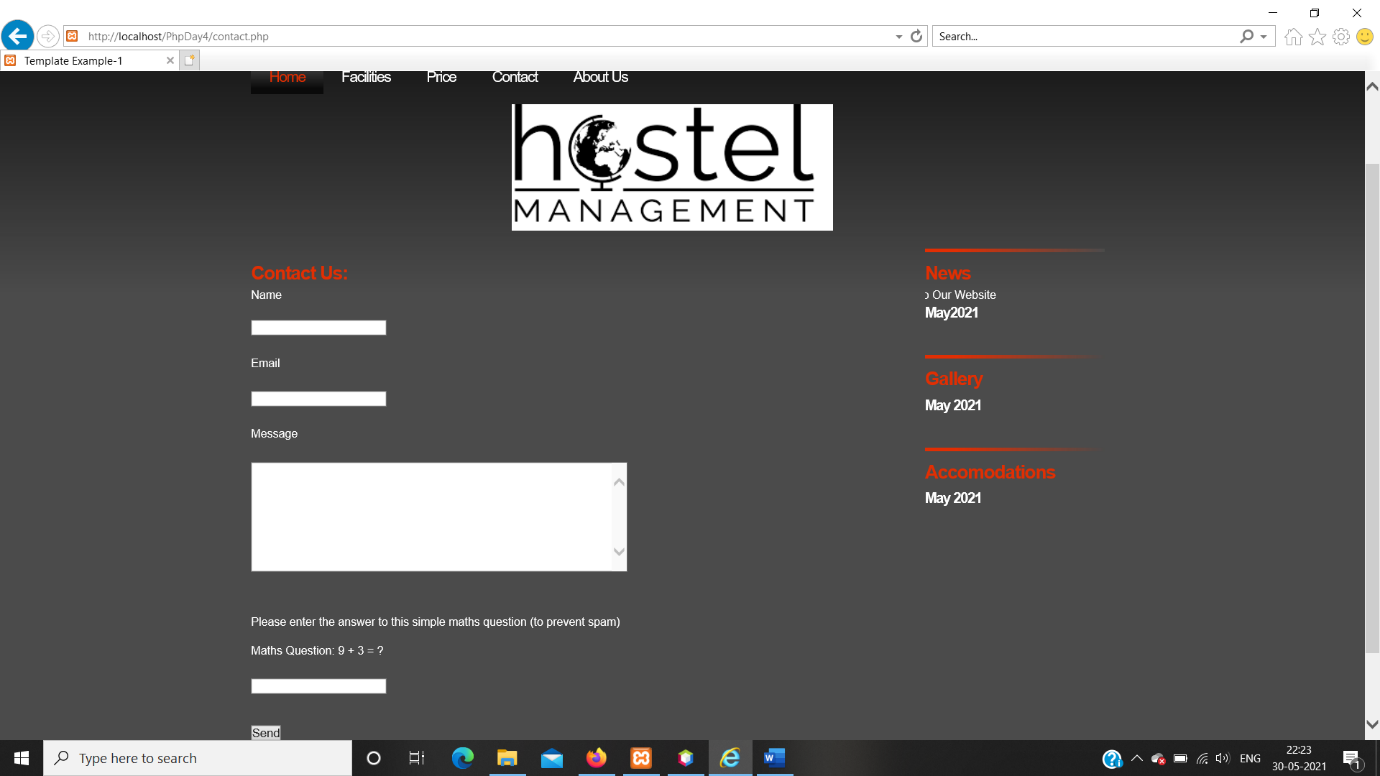 http://localhost/PhpDay4/contact.php
Search...
Template Example-1
Home Facilities Price Contact About Us
hostel
MANAGEMENT
Contact Us:
Name
Email
Message
Please enter the answer to this simple maths question (to prevent spam)
Maths Question: 9 + 3 = ?
Send
News
o Our Website
May2021
Gallery
May 2021
Accomodations
May 2021
Type here to search
ENG
22:23
30-05-2021
1